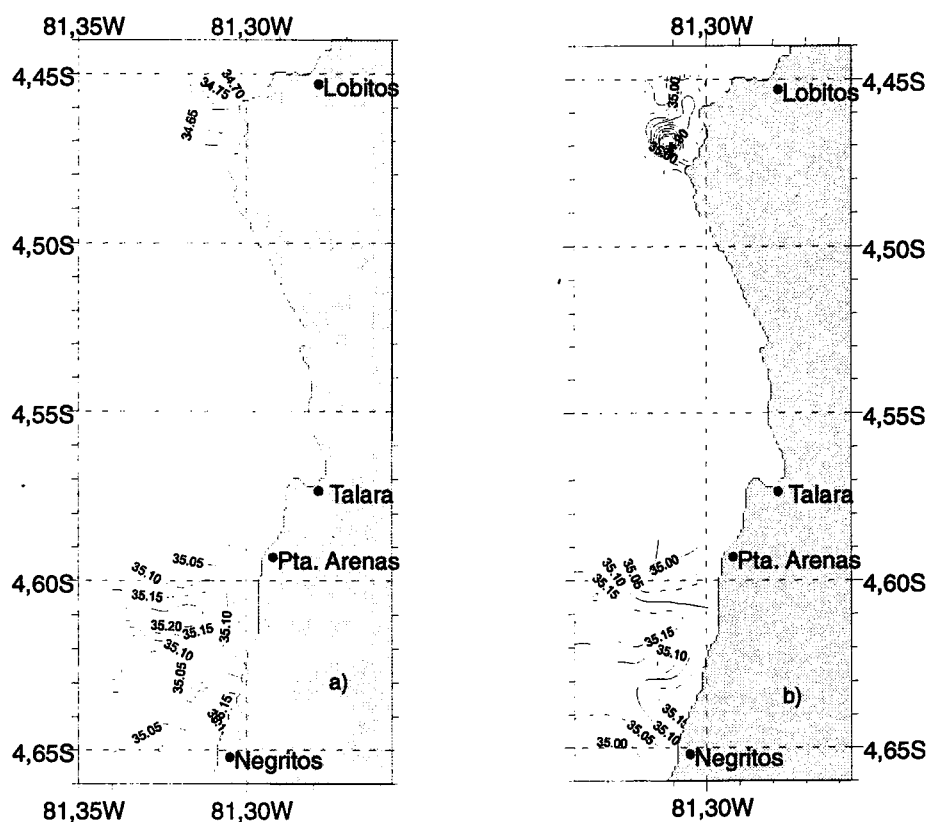 81,35W 81,30W 81,30W
4,45S 4,45S
34.70
34.75
34.65
Lobitos
35.00
Lobitos
4,50S 4,50S
4,55S 4,55S
Talara
Talara
35.05
35.10
35.15
Pta. Arenas
35.00
35.05
35.10
35.15
Pta. Arenas
4,60S 4,60S
35.20
35.15
35.10
35.10
35.05
35.05
35.15
35.10
35.15
35.05
35.10
35.00
a)
b)
4,65S 4,65S
Negritos
Negritos
81,35W 81,30W 81,30W